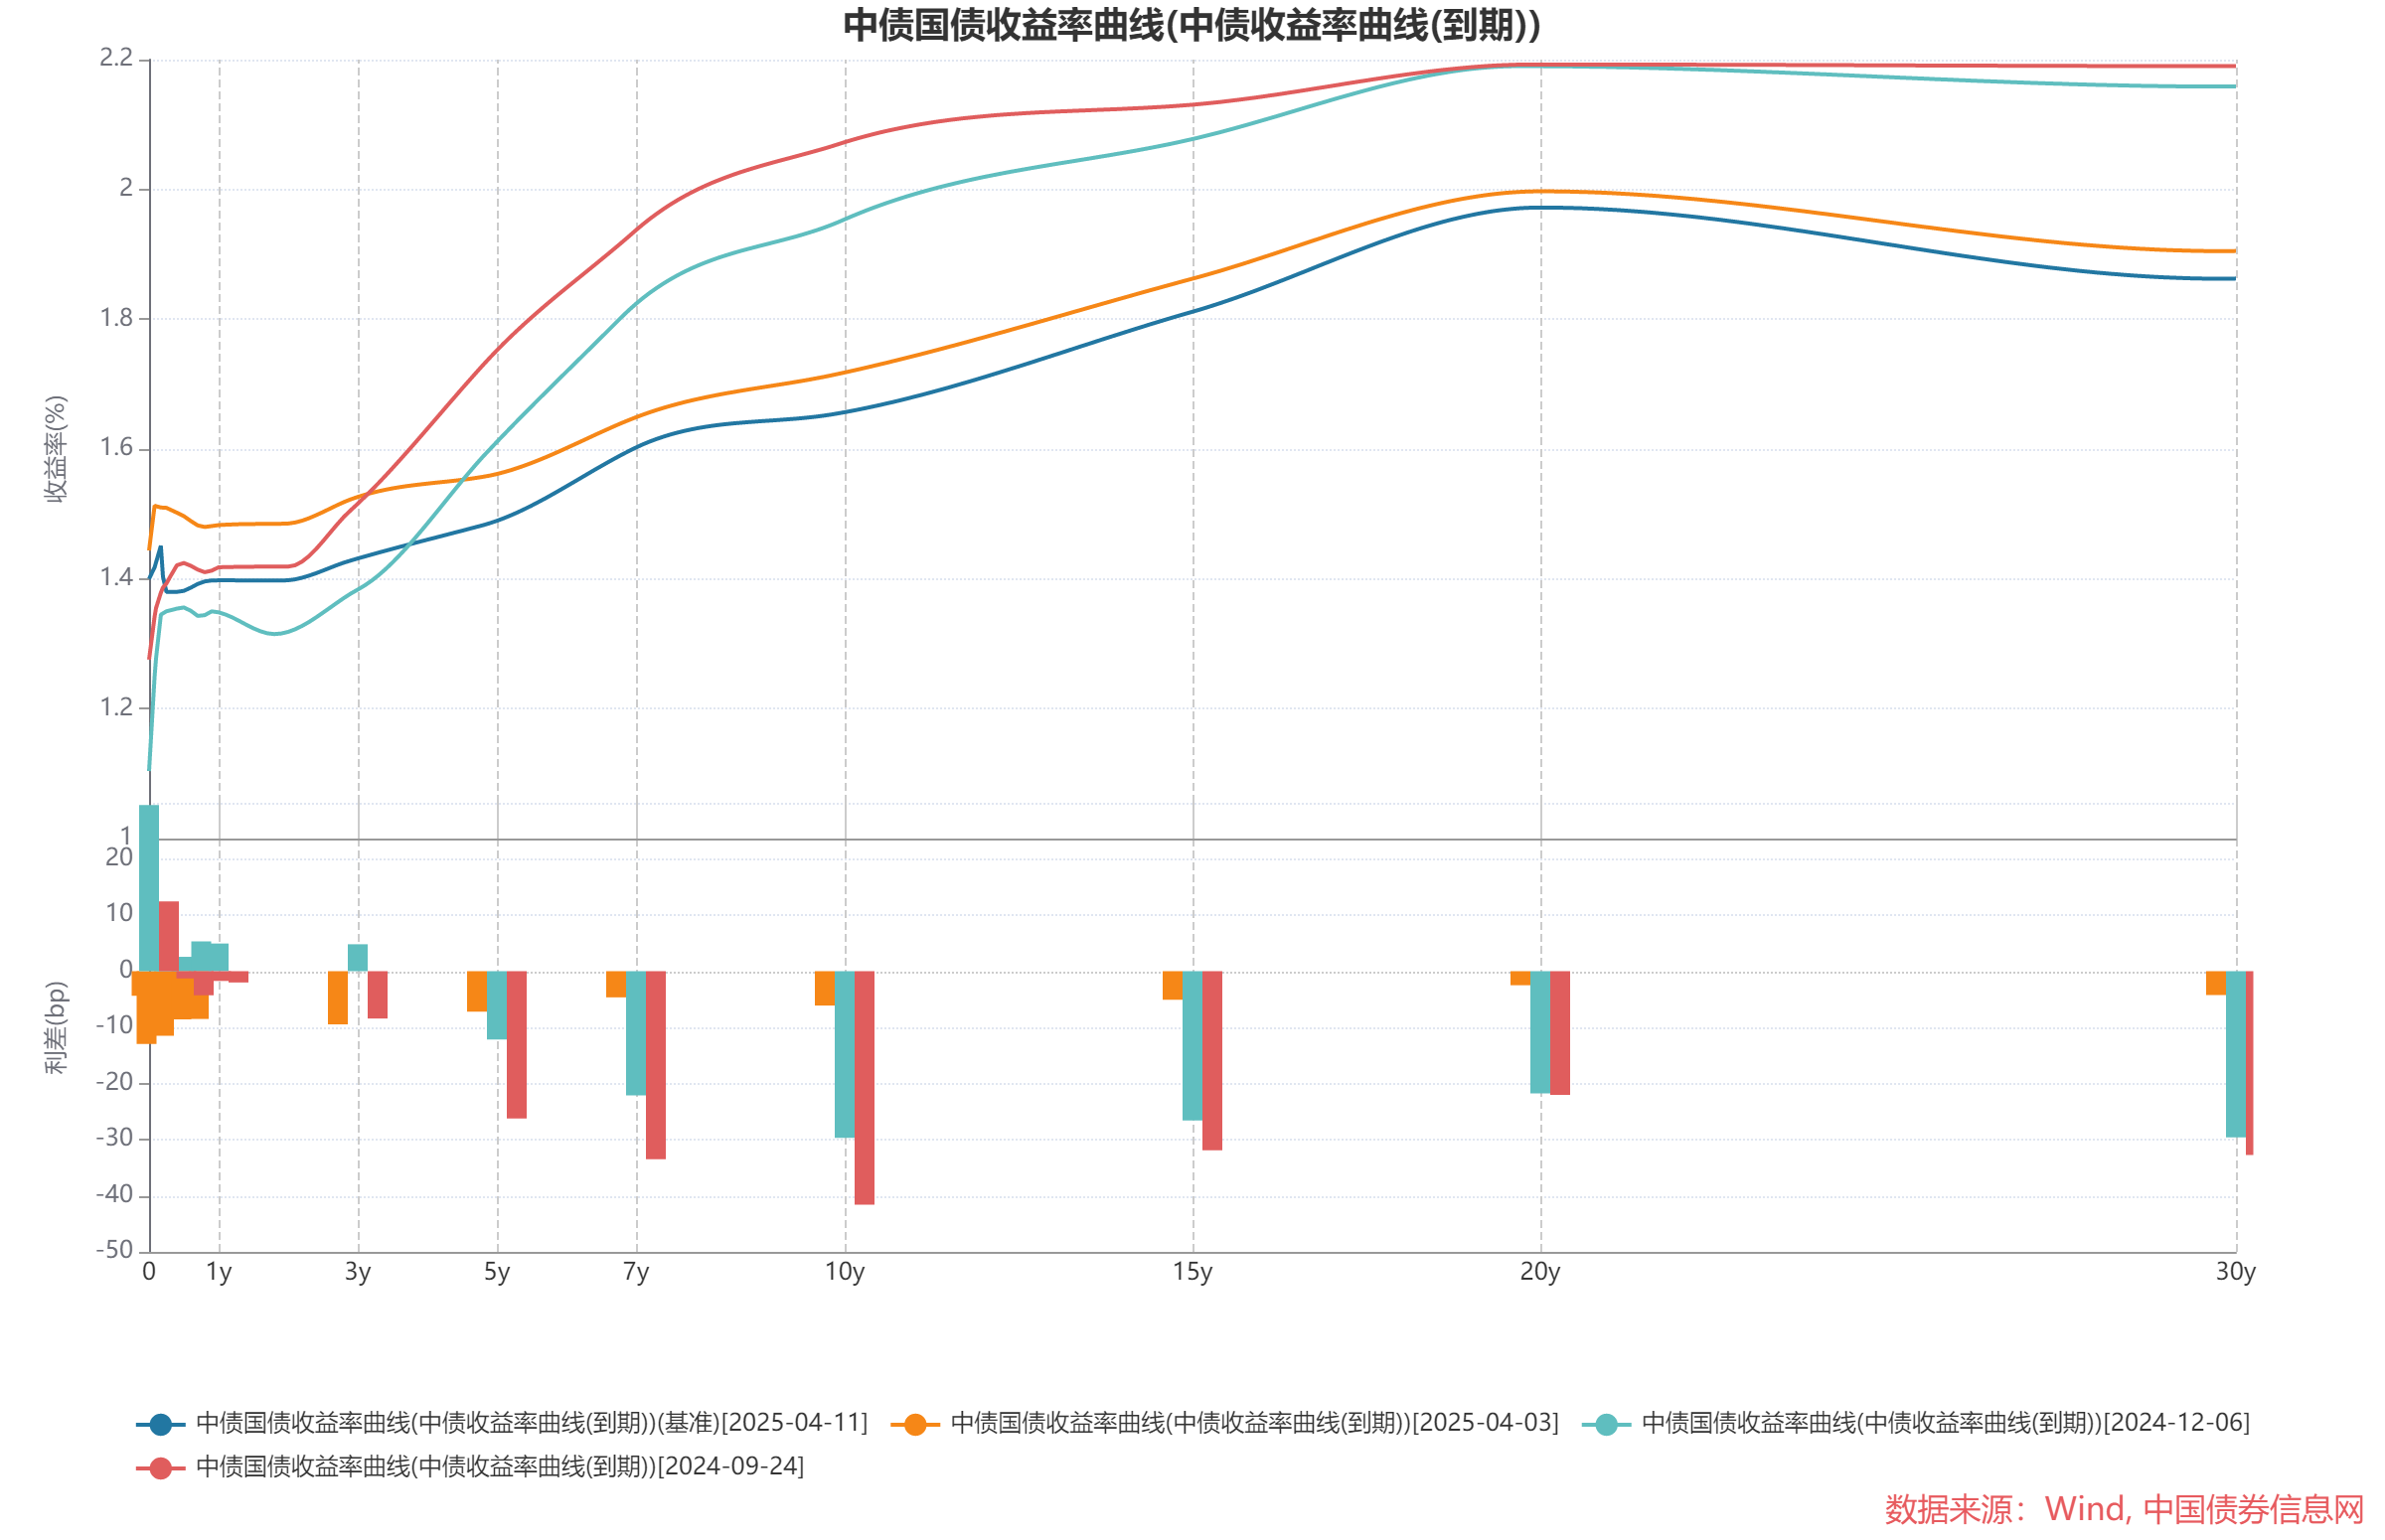 中债国债收益率曲线(中债收益率曲线(到期))
2.2
2
1.8
1.6
1.4
1.2
1
收益率(%)
20
10
0
-10
-20
-30
-40
-50
利差(bp)
0 1y 3y 5y 7y 10y 15y 20y 30y
中债国债收益率曲线(中债收益率曲线(到期))(基准)[2025-04-11] 中债国债收益率曲线(中债收益率曲线(到期))[2025-04-03] 中债国债收益率曲线(中债收益率曲线(到期))[2024-12-06]
中债国债收益率曲线(中债收益率曲线(到期))[2024-09-24]
数据来源：Wind, 中国债券信息网